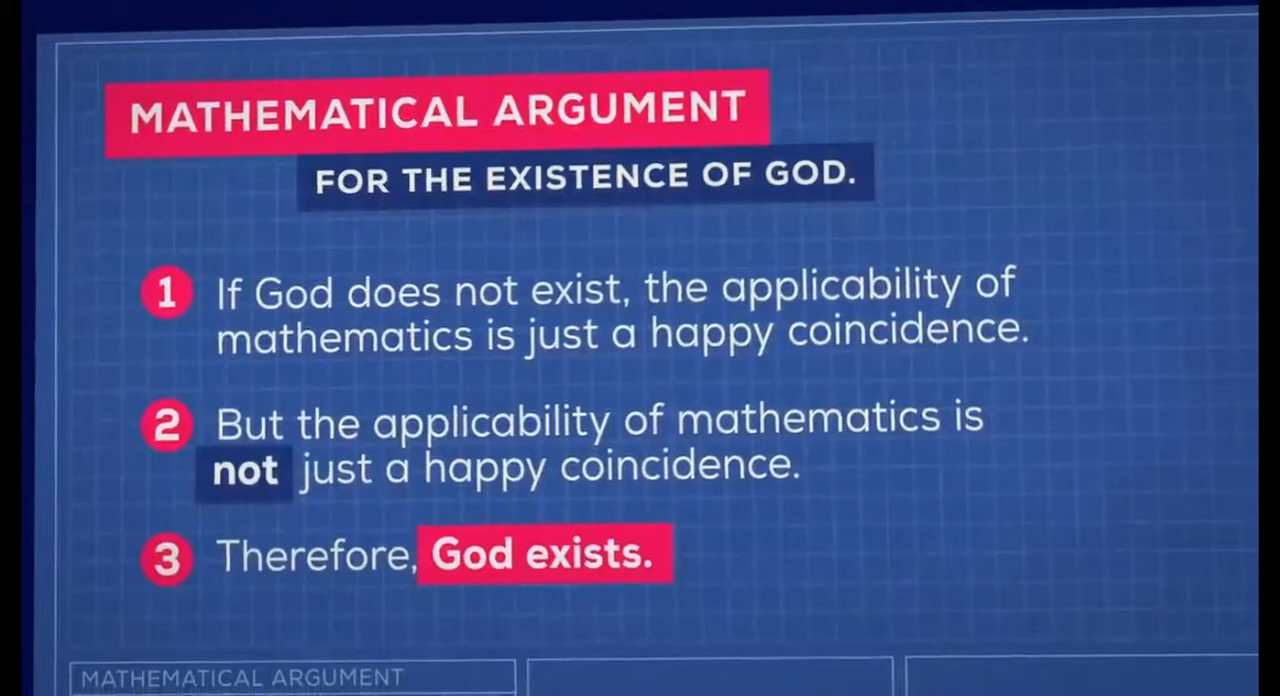 MATHEMATICAL ARGUMENT
FOR THE EXISTENCE OF GOD.
1 If God does not exist, the applicability of
mathematics is just a happy coincidence.
2 But the applicability of mathematics is
not just a happy coincidence.
3 Therefore, God exists.
MATHEMATICAL ARGUMENT